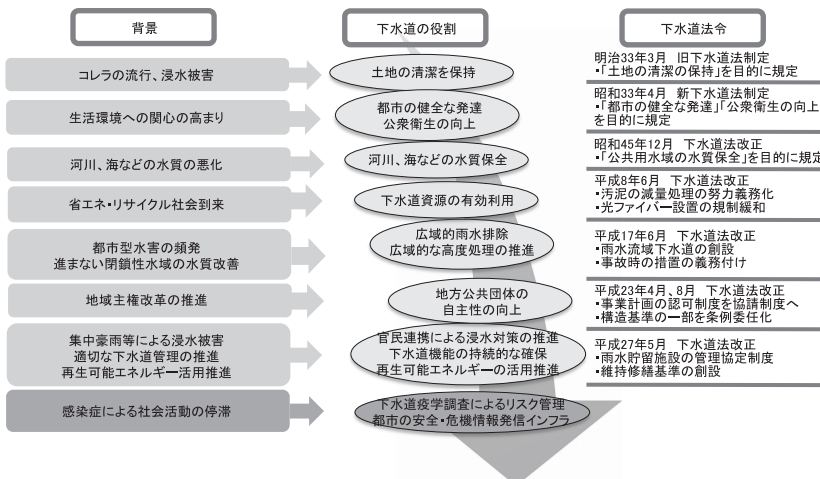 背景
下水道の役割
下水道法令
コレラの流行、浸水被害
土地の清潔を保持
明治33年3月 旧下水道法制定
・「土地の清潔の保持」を目的に規定
生活環境への関心の高まり
都市の健全な発達
公衆衛生の向上
昭和33年4月 新下水道法制定
・「都市の健全な発達」「公衆衛生の向上
を目的に規定
河川、海などの水質の悪化
河川、海などの水質保全
昭和45年12月 下水道法改正
・「公共用水域の水質保全」を目的に規定
省エネ・リサイクル社会到来
下水道資源の有効利用
平成8年6月 下水道法改正
・汚泥の減量処理の努力義務化
・光ファイバー設置の規制緩和
都市型水害の頻発
進まない閉鎖性水域の水質改善
広域的雨水排除
広域的な高度処理の推進
平成17年6月 下水道法改正
・雨水流域下水道の創設
・事故時の措置の義務付け
地域主権改革の推進
地方公共団体の
自主性の向上
平成23年4月、8月 下水道法改正
・事業計画の認可制度を協請制度へ
・構造基準の一部を条例委任化
集中豪雨等による浸水被害
適切な下水道管理の推進
再生可能エネルギー活用推進
官民連携による浸水対策の推進
下水道機能の持続的な確保
再生可能エネルギーの活用推進
平成27年5月 下水道法改正
・雨水貯留施設の管理協定制度
・維持修繕基準の創設
感染症による社会活動の停滞
下水道疫学調査によるリスク管理
都市の安全・危機情報発信インフラ